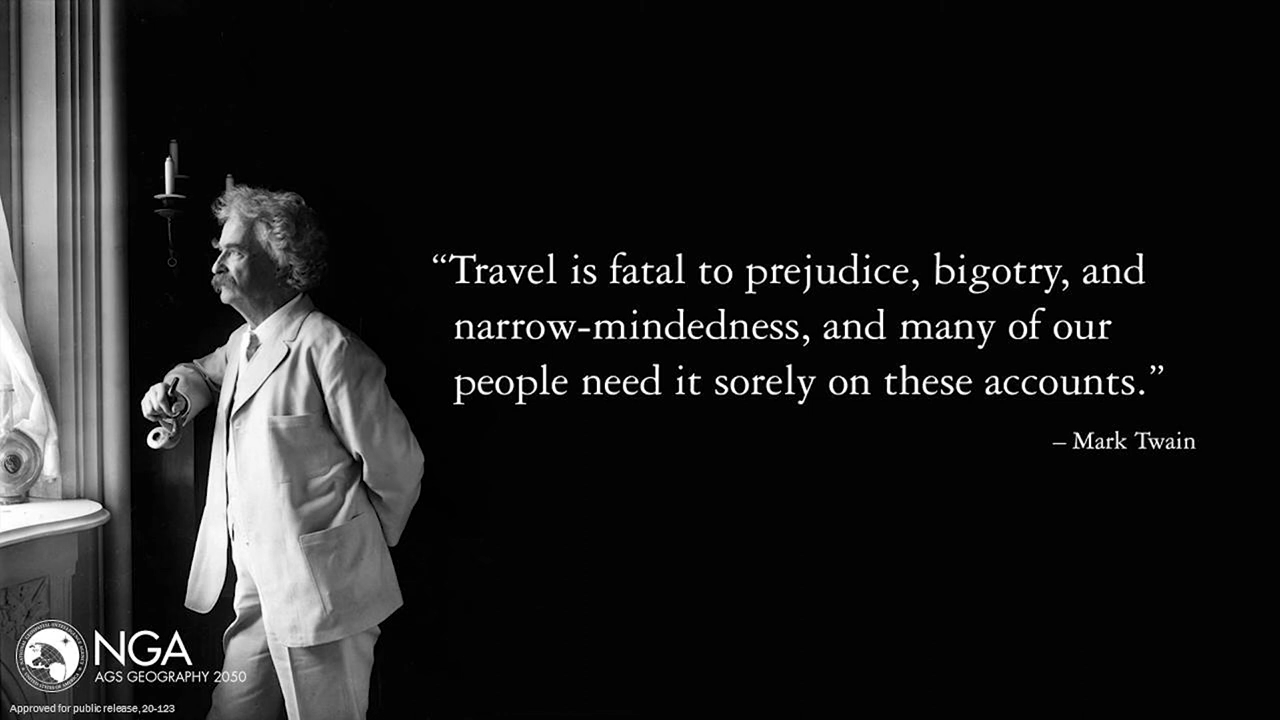 “Travel is fatal to prejudice, bigotry, and
narrow-mindedness, and many of our
people need it sorely on these accounts.”
– Mark Twain
NGA
AGS GEOGRAPHY 2050
Approved for public release, 20-123